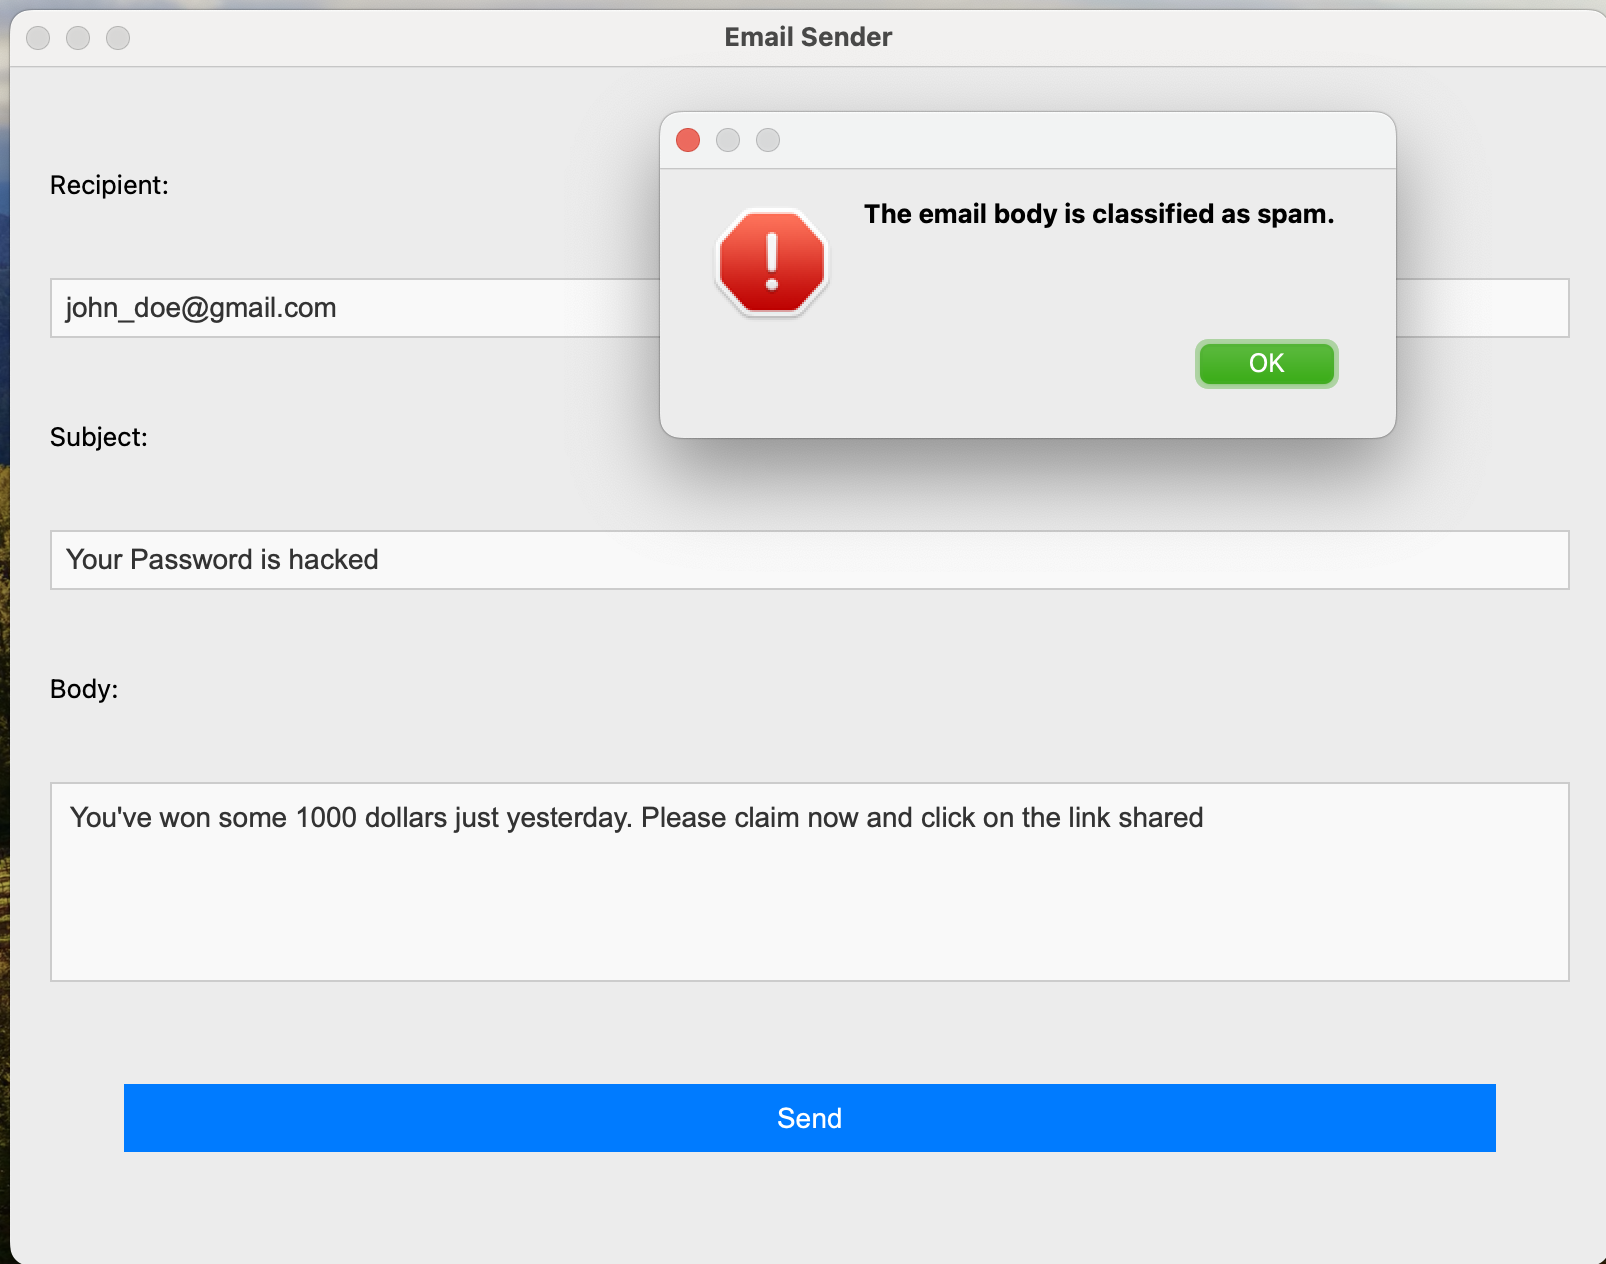 Email Sender
The email body is classified as spam.
OK
Recipient:
john_doe@gmail.com
Subject:
Your Password is hacked
Body:
You've won some 1000 dollars just yesterday. Please claim now and click on the link shared
Send